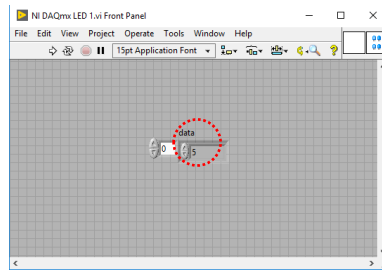 NI DAQmx LED 1.vi Front Panel
File Edit View Project Operate Tools Window Help
15pt Application Font
data
0 5